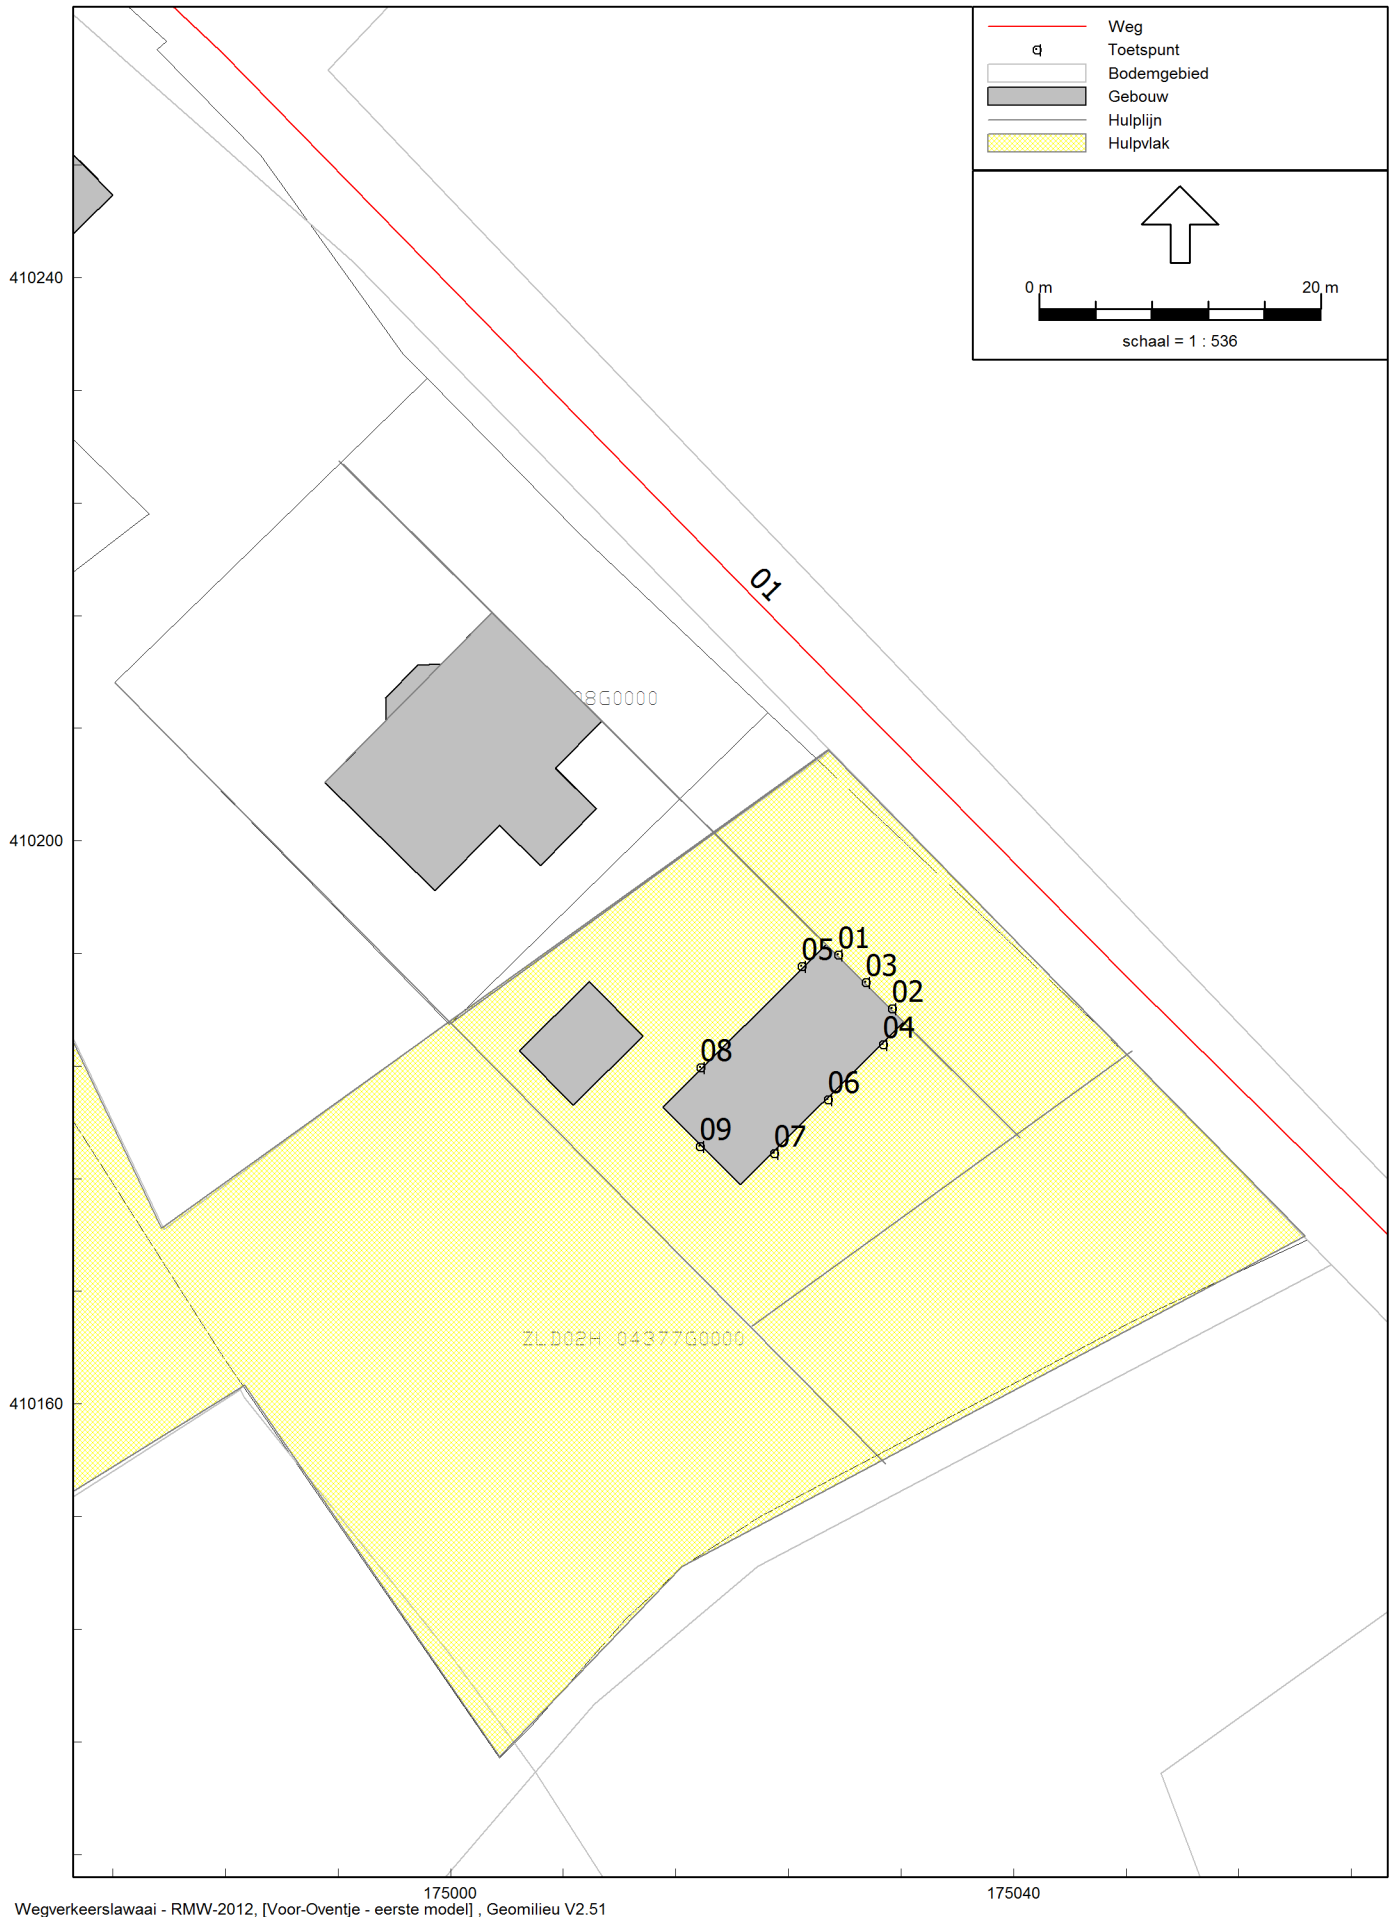 Weg
Toetspunt
Bodemgebied
Gebouw
Hulplijn
Hulpvlak
0 m 20 m
schaal = 1 : 536
410240
01
08G0000
410200
01
05
03
02
04
08
06
09
07
ZLD02H 04377G0000
410160
175000 175040
Wegverkeerslawaai - RMW-2012, [Voor-Oventje - eerste model] , Geomilieu V2.51